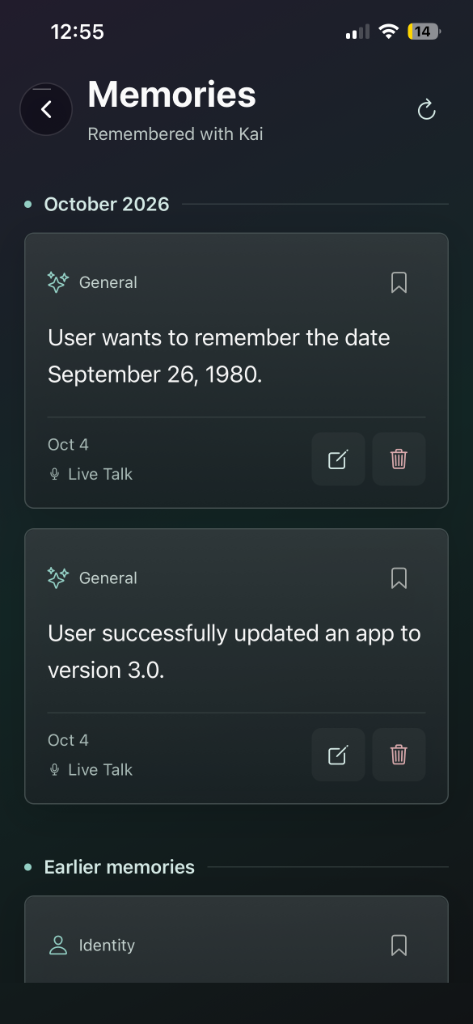 12:55
14
Memories
Remembered with Kai
October 2026
General
User wants to remember the date
September 26, 1980.
Oct 4
Live Talk
General
User successfully updated an app to
version 3.0.
Oct 4
Live Talk
Earlier memories
Identity